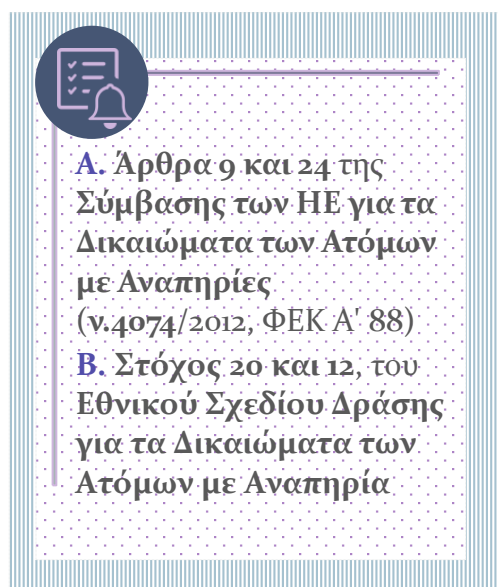 Α. Άρθρα 9 και 24 της
Σύμβασης των ΗΕ για τα
Δικαιώματα των Ατόμων
με Αναπηρίες
(ν.4074/2012, ΦΕΚ Α' 88)
Β. Στόχος 20 και 12, του
Εθνικού Σχεδίου Δράσης
για τα Δικαιώματα των
Ατόμων με Αναπηρία